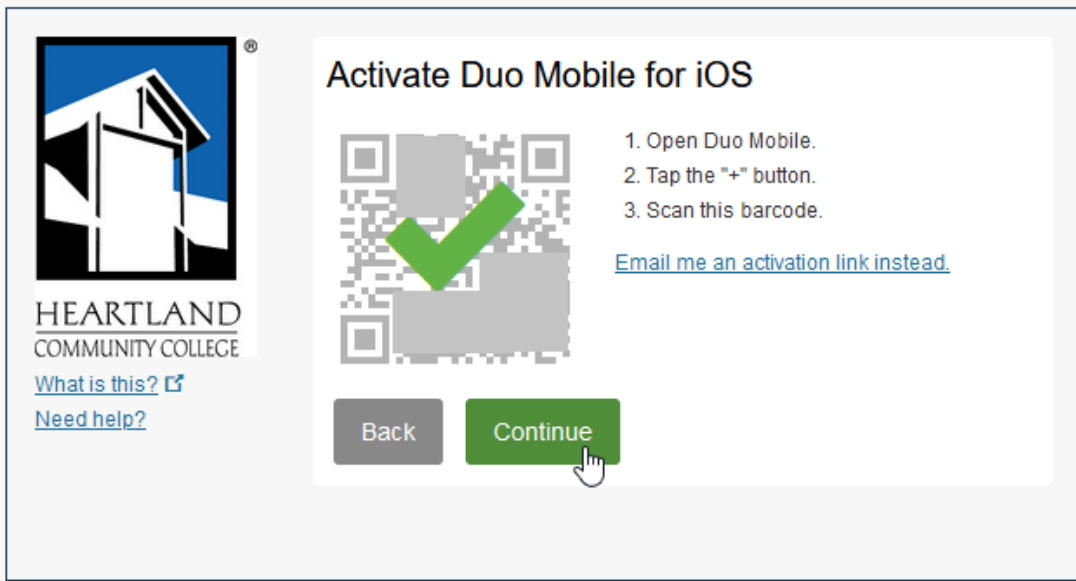 ®
HEARTLAND
COMMUNITY COLLEGE
What is this?
Need help?
Activate Duo Mobile for iOS
1. Open Duo Mobile.
2. Tap the "+" button.
3. Scan this barcode.
Email me an activation link instead.
Back
Continue